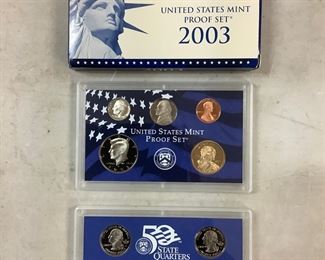 UNITED STATES MINT
PROOF SET®
2003
UNITED STATES MINT
PROOF SET®
50
STATE
QUARTERS